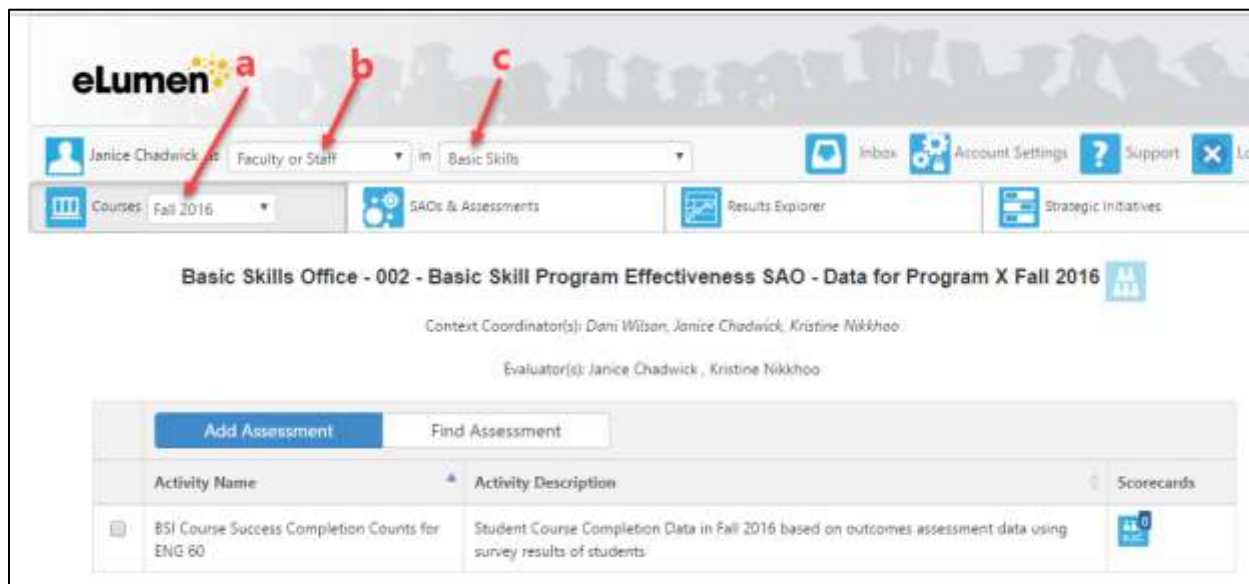 eLumen
a b c
Janice Chadwick as Faculty or Staff in Basic Skills Inbox Account Settings ? Support
Courses Fall 2016 SAOs & Assessments Results Explorer Strategic Initiatives
Basic Skills Office - 002 - Basic Skill Program Effectiveness SAO - Data for Program X Fall 2016
Context Coordinator(s): Dani Wilson, Janice Chadwick, Kristine Nikkhoo
Evaluator(s): Janice Chadwick , Kristine Nikkhoo
Add Assessment Find Assessment
Activity Name Activity Description Scorecards
BSI Course Success Completion Counts for
ENG 60
Student Course Completion Data in Fall 2016 based on outcomes assessment data using
survey results of students
0